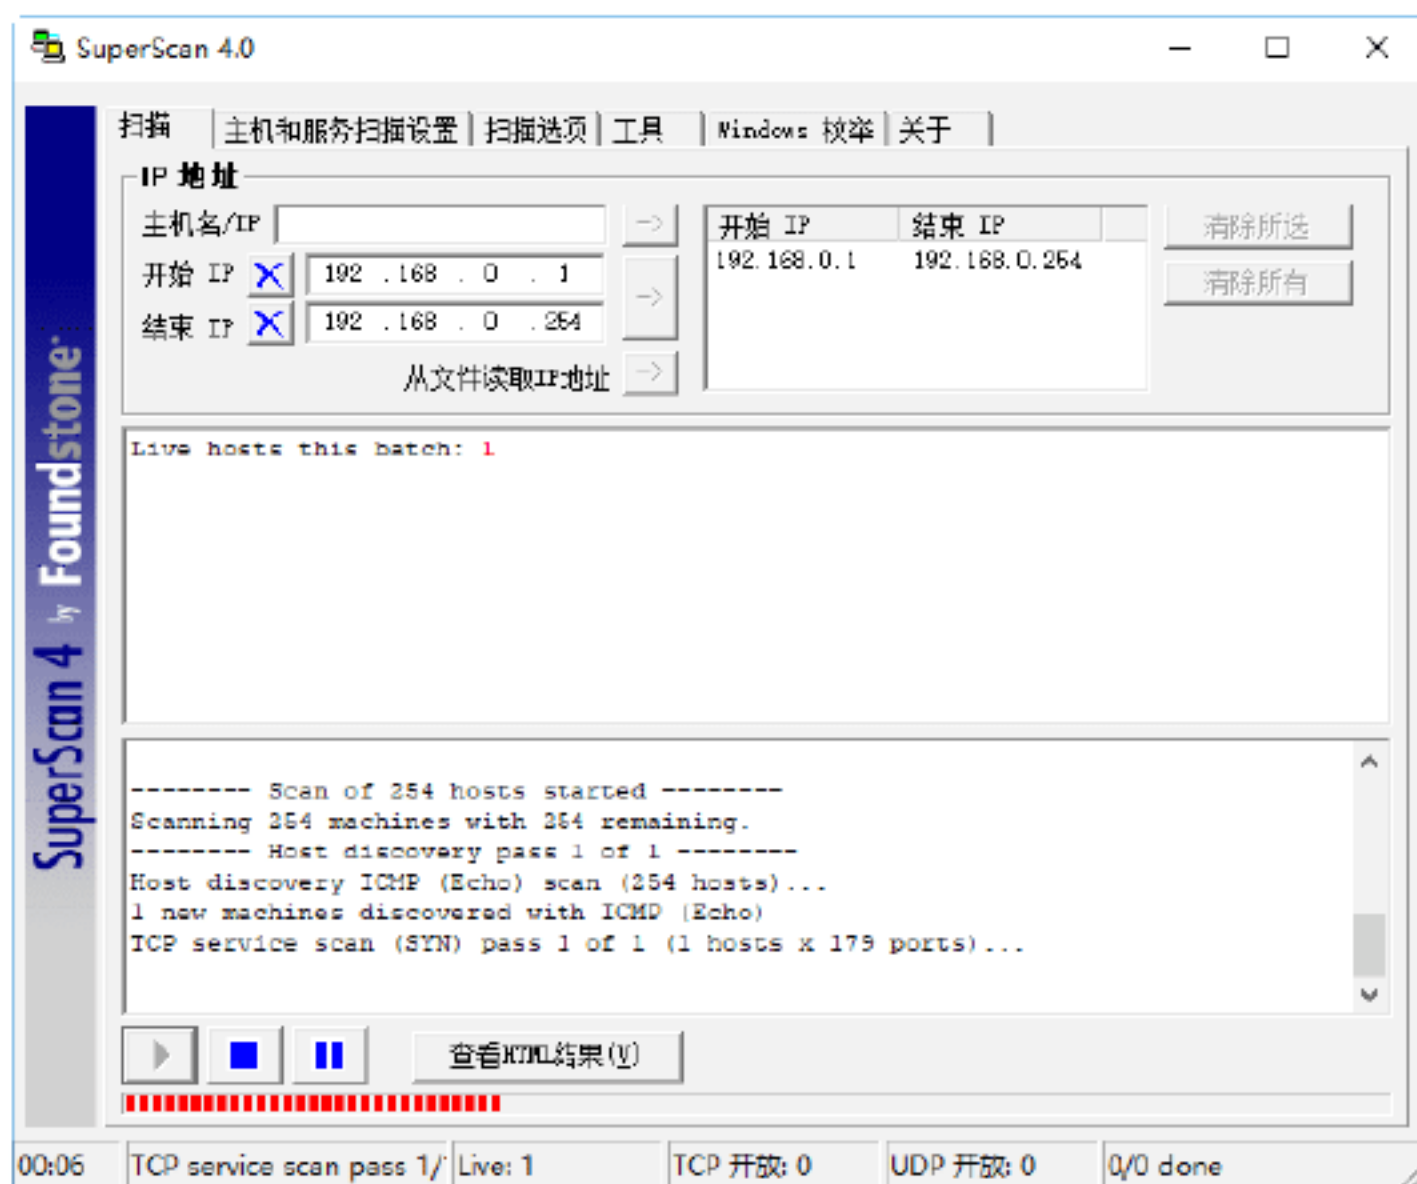 SuperScan 4.0
扫描 主机和服务扫描设置 扫描选项 工具 Windows 枚举 关于
IP 地址
主机名/IP -> 开始 IP 结束 IP 清除所选
开始 IP 192 . 168 . 0 . 1 -> 192.168.0.1 192.168.0.254 清除所有
结束 IP 192 . 168 . 0 . 254
从文件读取IP地址 ->
Live hosts this batch: 1
-------- Scan of 254 hosts started --------
Scanning 254 machines with 254 remaining.
-------- Host discovery pass 1 of 1 --------
Host discovery ICMP (Echo) scan (254 hosts)...
1 new machines discovered with ICMP (Echo)
TCP service scan (SYN) pass 1 of 1 (1 hosts x 179 ports)...
查看HTML结果(V)
00:06 TCP service scan pass 1/ Live: 1 TCP 开放: 0 UDP 开放: 0 0/0 done
SuperScan 4 by Foundstone